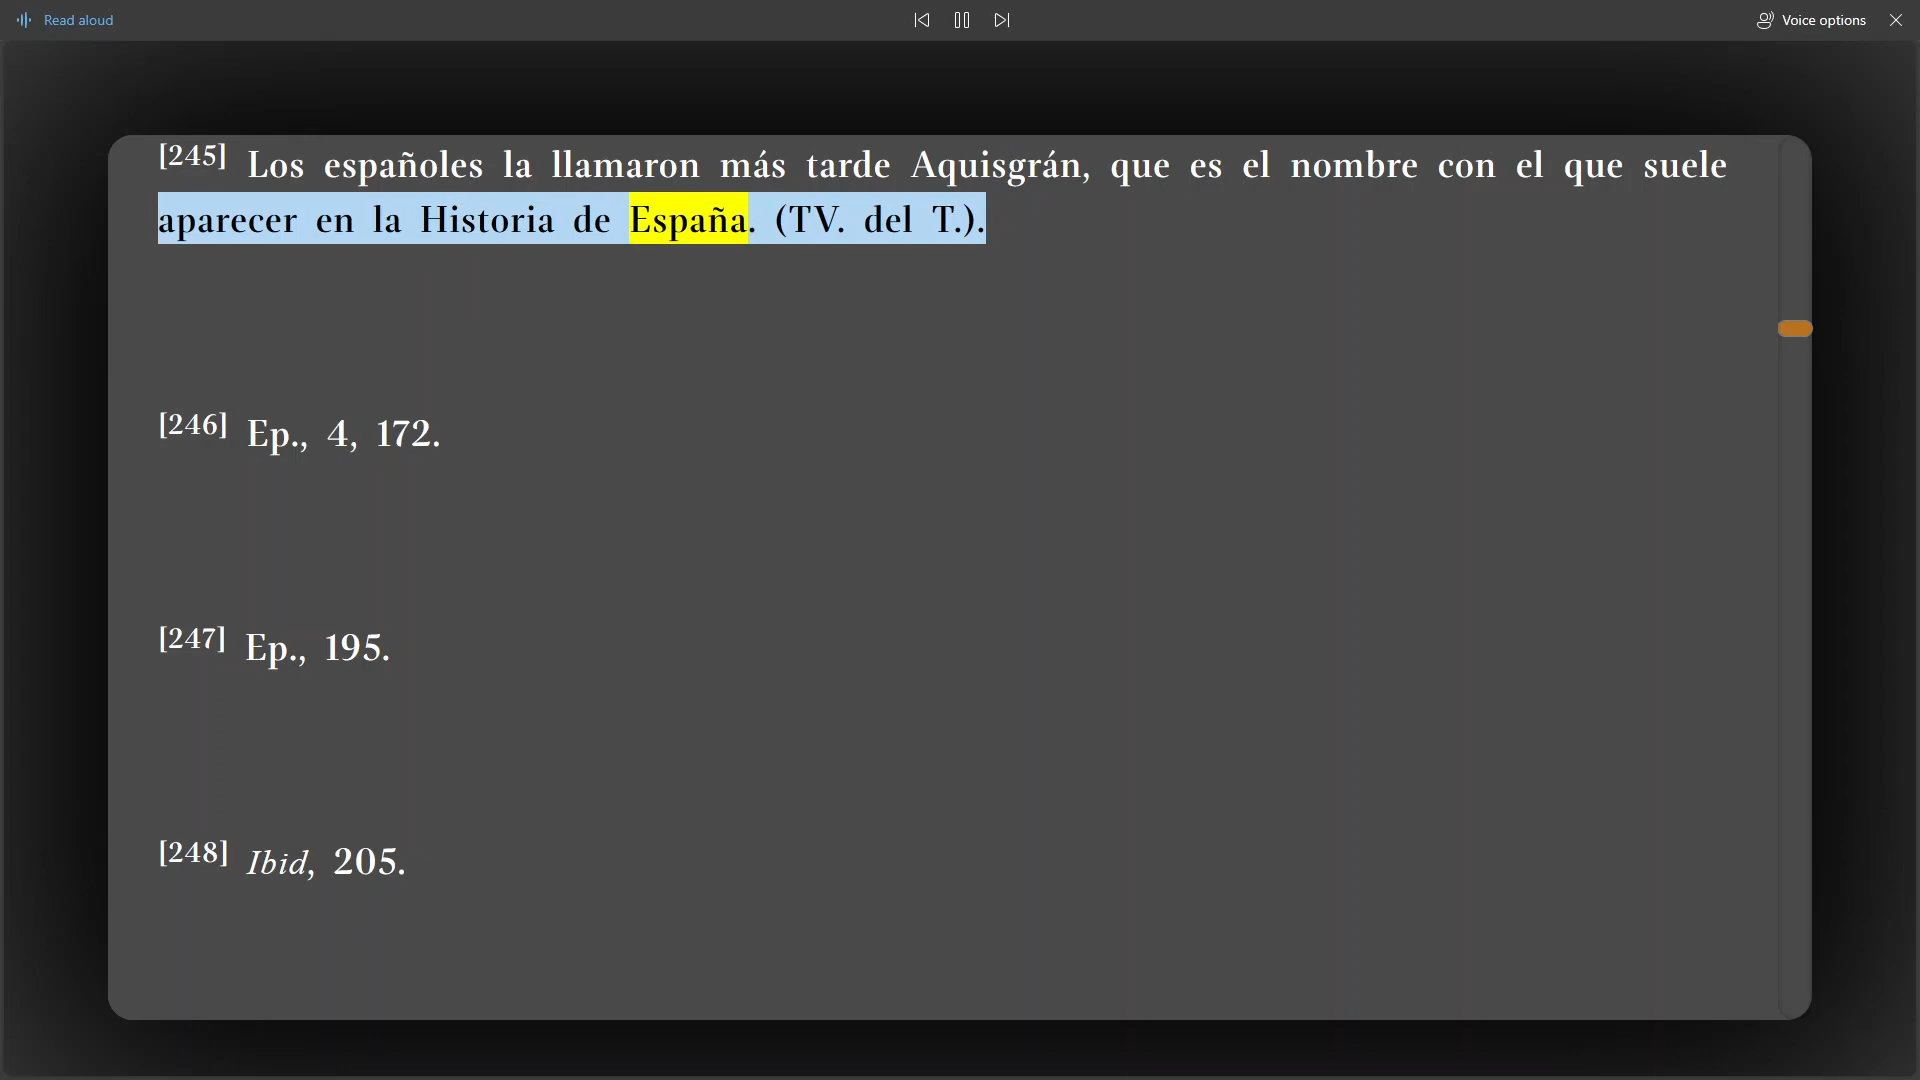 Read aloud
Voice options
[245] Los españoles la llamaron más tarde Aquisgrán, que es el nombre con el que suele
aparecer en la Historia de España. (TV. del T.).
[246] Ep., 4, 172.
[247] Ep., 195.
[248] Ibid, 205.